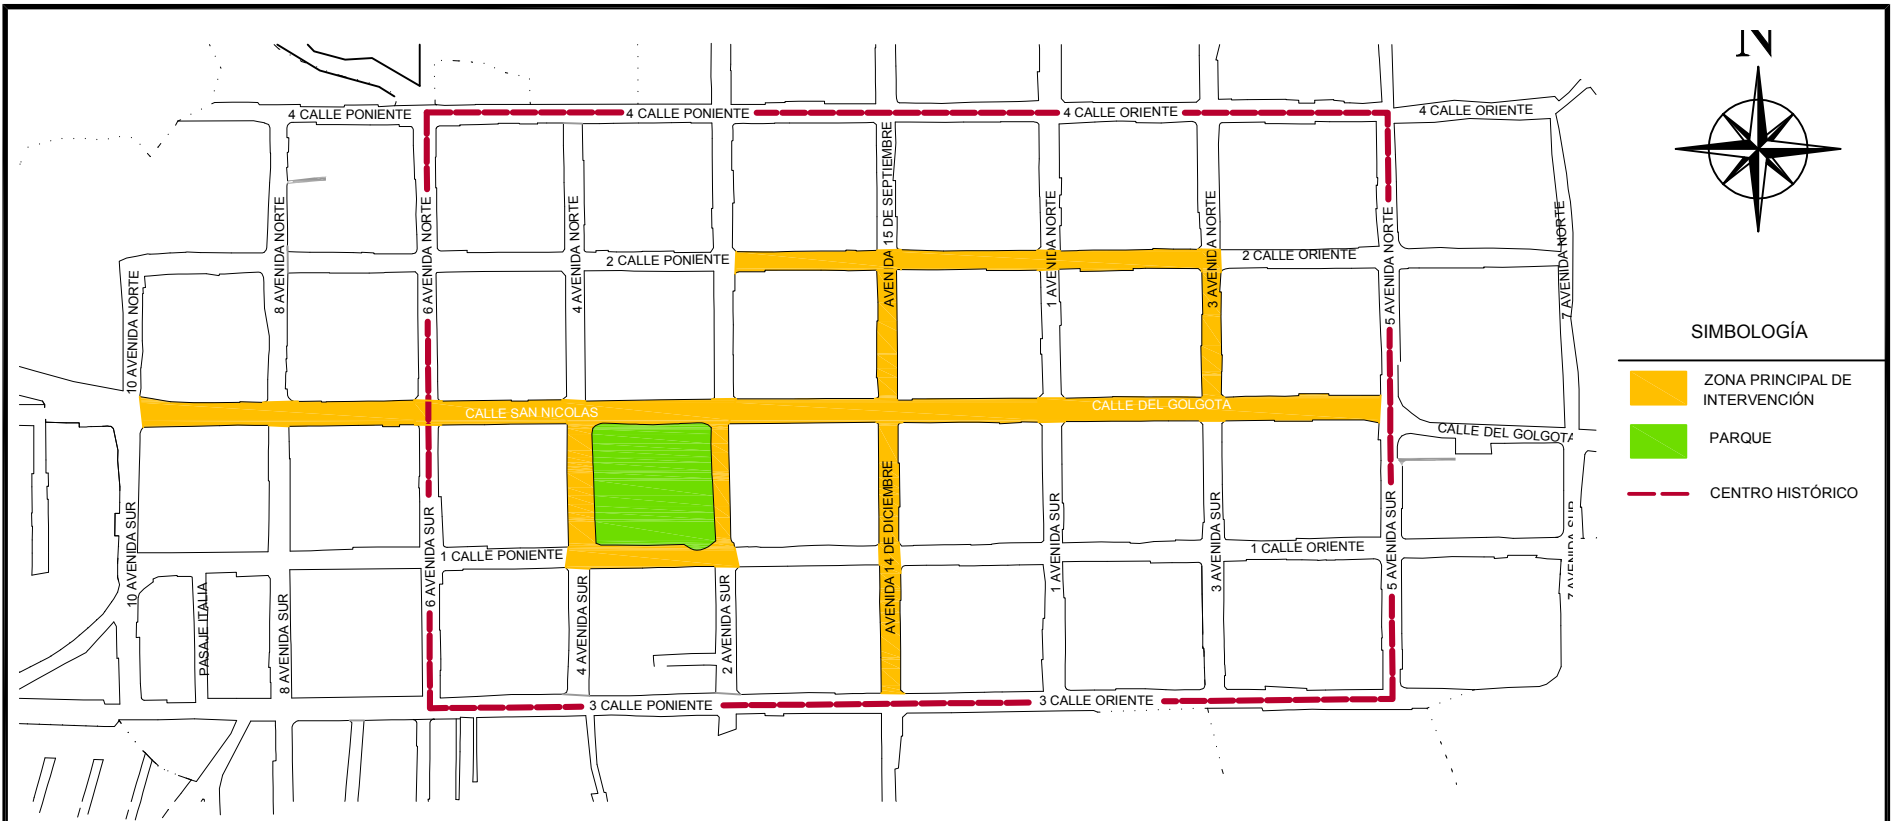 N
4 CALLE PONIENTE
4 CALLE PONIENTE
4 CALLE ORIENTE
4 CALLE ORIENTE
8 AVENIDA NORTE
6 AVENIDA NORTE
4 AVENIDA NORTE
AVENIDA 15 DE SEPTIEMBRE
1 AVENIDA NORTE
3 AVENIDA NORTE
5 AVENIDA NORTE
7 AVENIDA NORTE
10 AVENIDA NORTE
2 CALLE PONIENTE
2 CALLE ORIENTE
SIMBOLOGÍA
ZONA PRINCIPAL DE
INTERVENCIÓN
PARQUE
CENTRO HISTÓRICO
CALLE SAN NICOLAS
CALLE DEL GOLGOTA
CALLE DEL GOLGOTA
10 AVENIDA SUR
6 AVENIDA SUR
AVENIDA 14 DE DICIEMBRE
1 AVENIDA SUR
3 AVENIDA SUR
5 AVENIDA SUR
7 AVENIDA SUR
1 CALLE PONIENTE
1 CALLE ORIENTE
PASAJE ITALIA
8 AVENIDA SUR
4 AVENIDA SUR
2 AVENIDA SUR
3 CALLE PONIENTE
3 CALLE ORIENTE